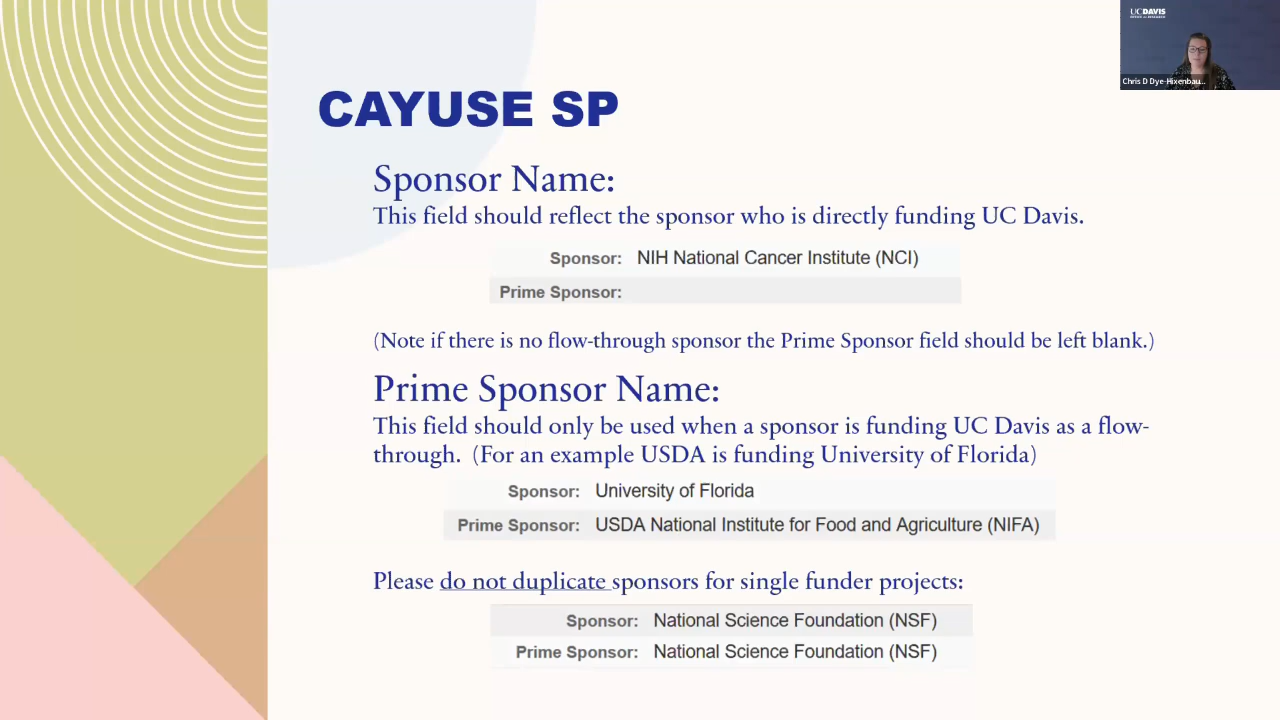 UCDAVIS
Chris D Dye-Hixenbau...
CAYUSE SP
Sponsor Name:
This field should reflect the sponsor who is directly funding UC Davis.
Sponsor: NIH National Cancer Institute (NCI)
Prime Sponsor:
(Note if there is no flow-through sponsor the Prime Sponsor field should be left blank.)
Prime Sponsor Name:
This field should only be used when a sponsor is funding UC Davis as a flow-
through. (For an example USDA is funding University of Florida)
Sponsor: University of Florida
Prime Sponsor: USDA National Institute for Food and Agriculture (NIFA)
Please do not duplicate sponsors for single funder projects:
Sponsor: National Science Foundation (NSF)
Prime Sponsor: National Science Foundation (NSF)